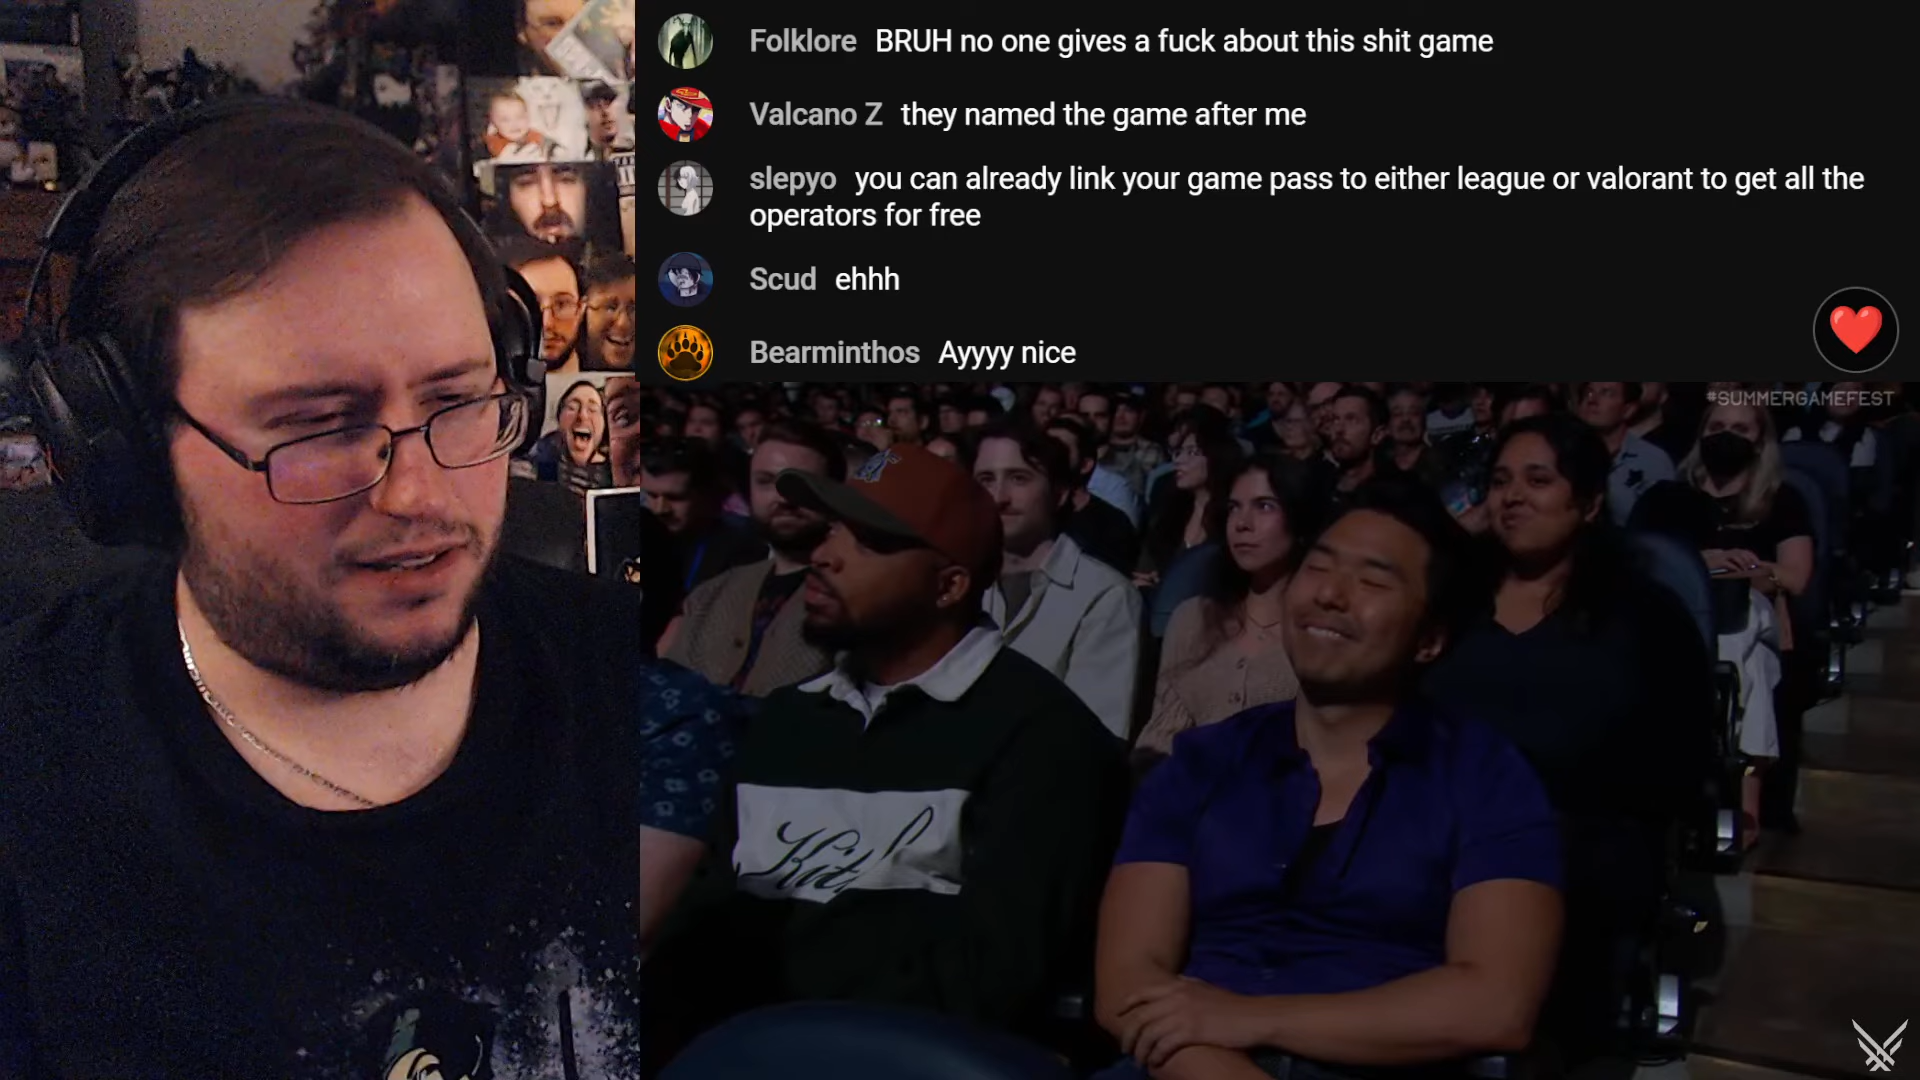 Folklore BRUH no one gives a fuck about this shit game
Valcano Z they named the game after me
slepyo you can already link your game pass to either league or valorant to get all the
operators for free
Scud ehhh
Bearminthos Ayyyy nice
#SUMMERGAMEFEST
Kith